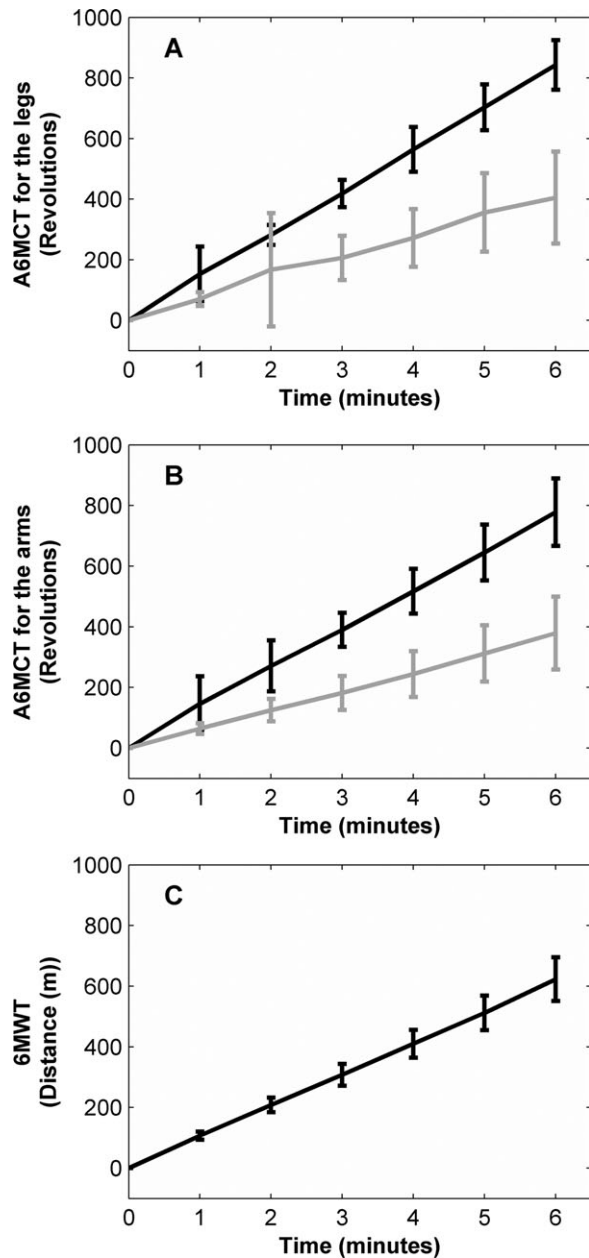 A
A6MCT for the legs
(Revolutions)
1000
800
600
400
200
0
0 1 2 3 4 5 6
Time (minutes)
B
A6MCT for the arms
(Revolutions)
1000
800
600
400
200
0
0 1 2 3 4 5 6
Time (minutes)
C
6MWT
(Distance (m))
1000
800
600
400
200
0
0 1 2 3 4 5 6
Time (minutes)